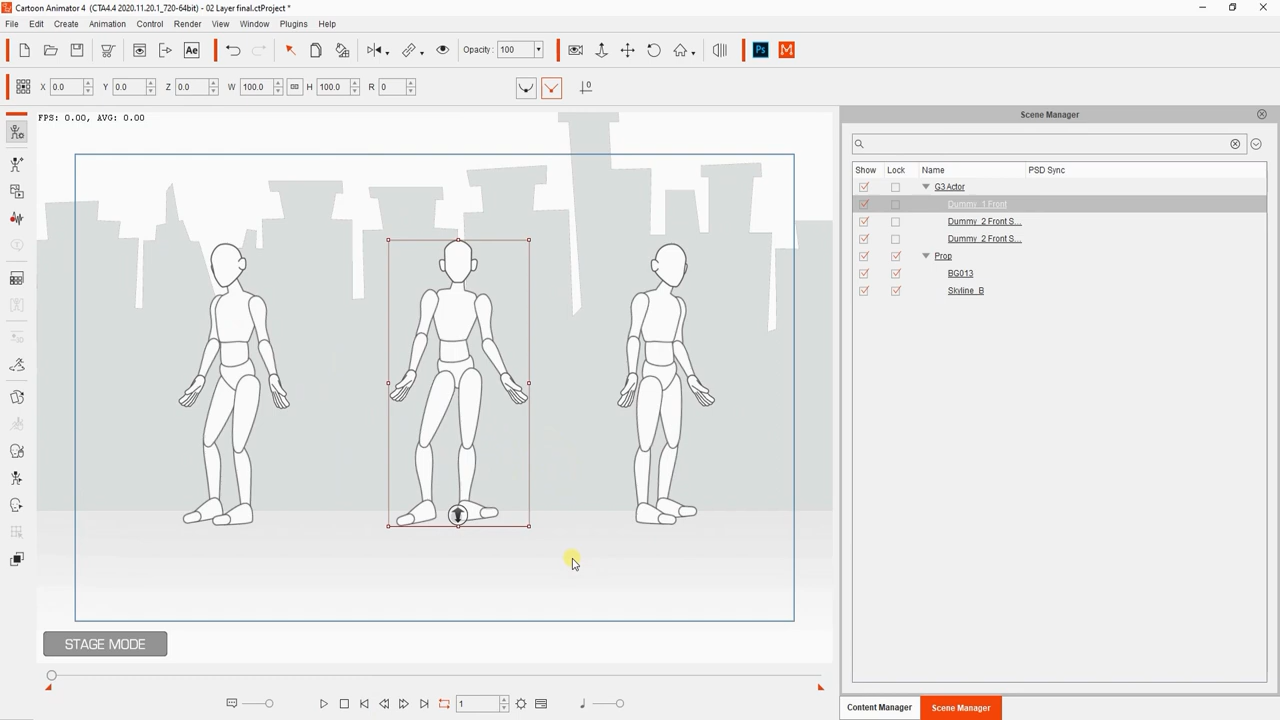 Cartoon Animator 4 (CTA4.4 2020.11.20.1_720-64bit) - 02 Layer final.ctProject *
File Edit Create Animation Control Render Window Plugins Help
Ae Opacity : 100 Ps
X 0.0 Y 0.0 Z 0.0 W 100.0 H 100.0 R 0
FPS: 0.00, AVG: 0.00
Scene Manager
Show Lock Name PSD Sync
G3 Actor
Dummy_1 Front
Dummy_2 Front S...
Dummy_2 Front S...
Prop
BG013
Skyline_B
STAGE MODE
1
Content Manager Scene Manager